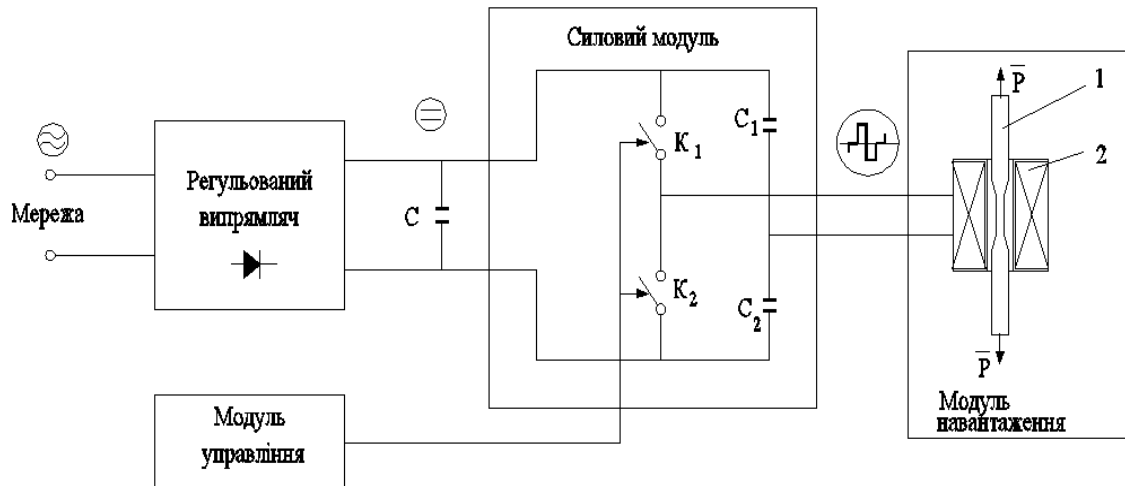 Силовий модуль
Мережа
Регульований
випрямляч
C
K₁
K₂
C₁
C₂
P̅
1
2
P̅
Модуль
навантаження
Модуль
управління